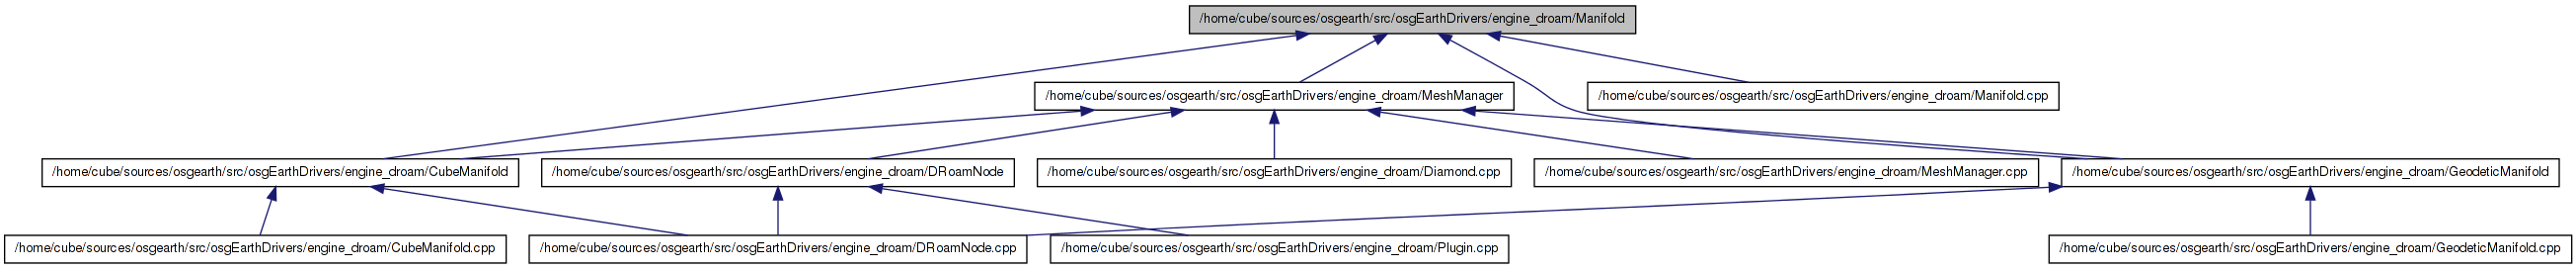 /home/cube/sources/osgearth/src/osgEarthDrivers/engine_droam/Manifold
/home/cube/sources/osgearth/src/osgEarthDrivers/engine_droam/MeshManager
/home/cube/sources/osgearth/src/osgEarthDrivers/engine_droam/Manifold.cpp
/home/cube/sources/osgearth/src/osgEarthDrivers/engine_droam/CubeManifold
/home/cube/sources/osgearth/src/osgEarthDrivers/engine_droam/DRoamNode
/home/cube/sources/osgearth/src/osgEarthDrivers/engine_droam/Diamond.cpp
/home/cube/sources/osgearth/src/osgEarthDrivers/engine_droam/MeshManager.cpp
/home/cube/sources/osgearth/src/osgEarthDrivers/engine_droam/GeodeticManifold
/home/cube/sources/osgearth/src/osgEarthDrivers/engine_droam/CubeManifold.cpp
/home/cube/sources/osgearth/src/osgEarthDrivers/engine_droam/DRoamNode.cpp
/home/cube/sources/osgearth/src/osgEarthDrivers/engine_droam/Plugin.cpp
/home/cube/sources/osgearth/src/osgEarthDrivers/engine_droam/GeodeticManifold.cpp